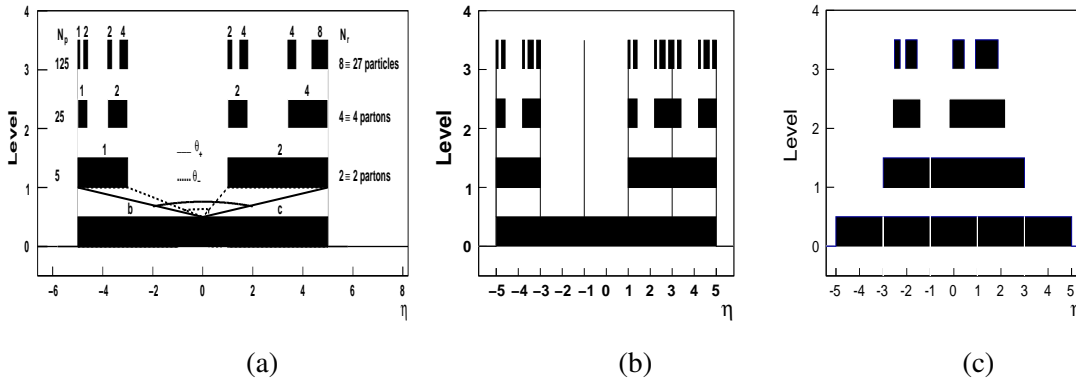 4
3
2
1
0
Level
N_p
125
25
5
1 2 2 4 2 4 4 8
1 2 2 4
1 2
N_r
8 ≡ 27 particles
4 ≡ 4 partons
2 ≡ 2 partons
θ_+
θ_-
b c
−6 −4 −2 0 2 4 6 8
η
(a)
4
3
2
1
0
Level
−5 −4 −3 −2 −1 0 1 2 3 4 5
η
(b)
4
3
2
1
0
Level
-5 -4 -3 -2 -1 0 1 2 3 4 5
η
(c)